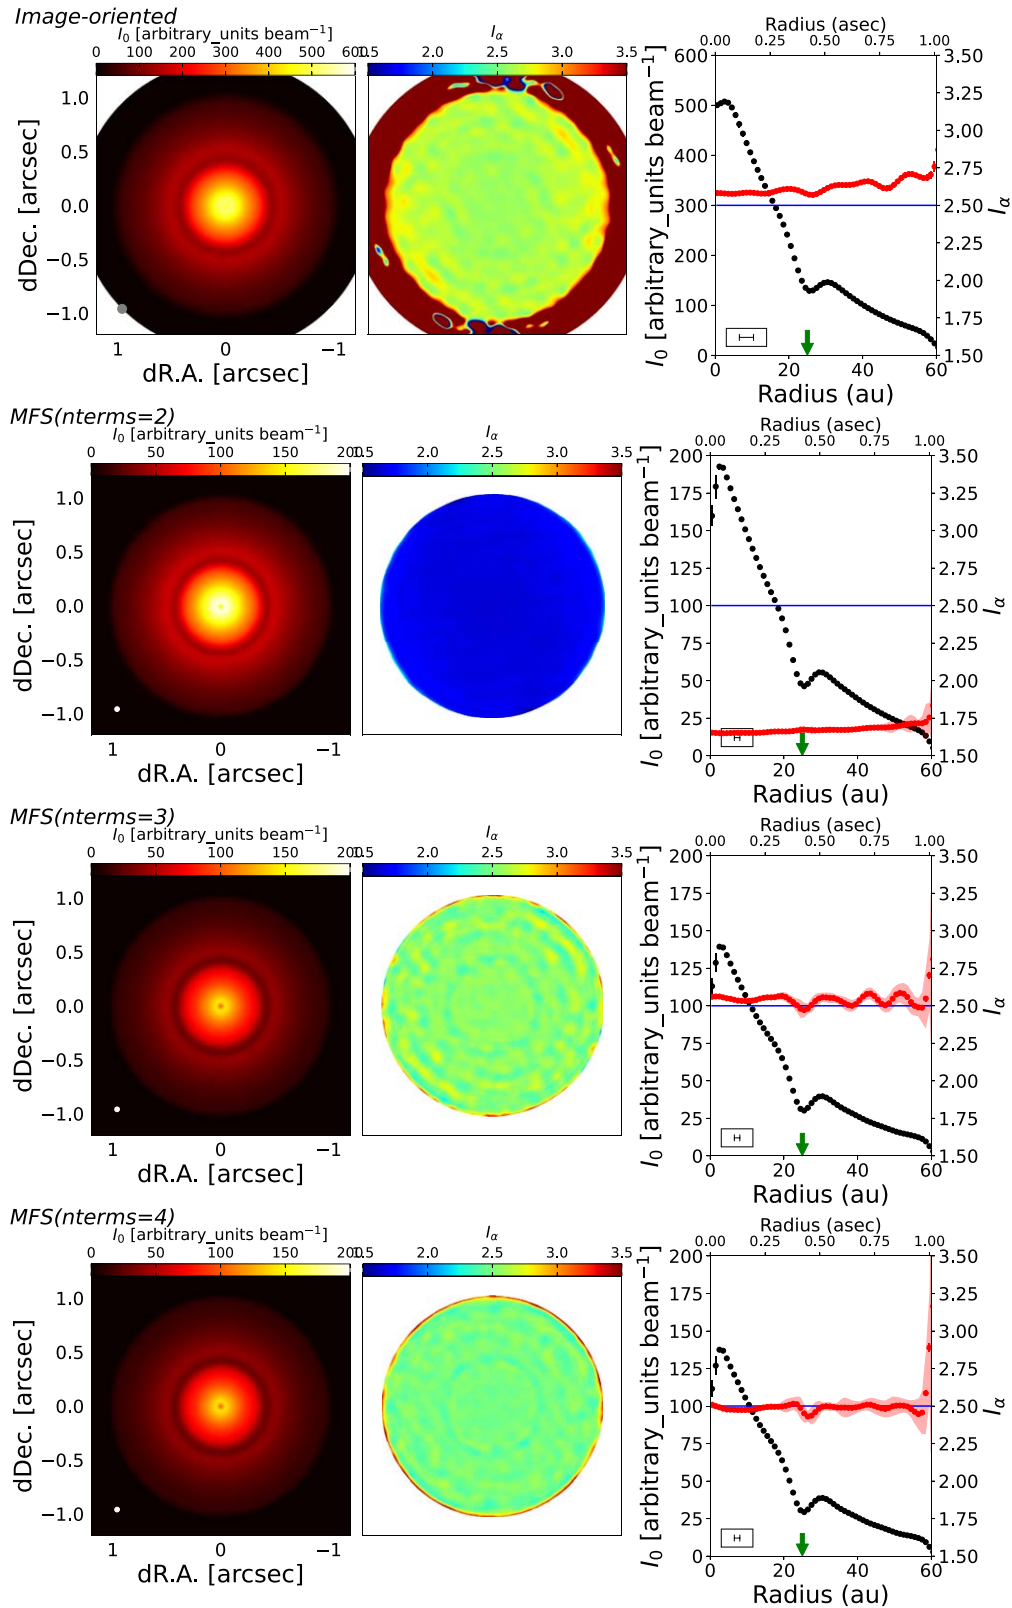 Image-oriented
I₀ [arbitrary_units beam⁻¹]
0 100 200 300 400 500 600
Iα
1.5 2.0 2.5 3.0 3.5
Radius (asec)
0.00 0.25 0.50 0.75 1.00
dDec. [arcsec]
1.0
0.5
0.0
−0.5
−1.0
1 0 −1
dR.A. [arcsec]
I₀ [arbitrary_units beam⁻¹]
600
500
400
300
200
100
0
3.50
3.25
3.00
2.75
2.50
2.25
2.00
1.75
1.50
Iα
0 20 40 60
Radius (au)
MFS(nterms=2)
I₀ [arbitrary_units beam⁻¹]
0 50 100 150 200
Iα
1.5 2.0 2.5 3.0 3.5
Radius (asec)
0.00 0.25 0.50 0.75 1.00
dDec. [arcsec]
1.0
0.5
0.0
−0.5
−1.0
1 0 −1
dR.A. [arcsec]
I₀ [arbitrary_units beam⁻¹]
200
175
150
125
100
75
50
25
0
3.50
3.25
3.00
2.75
2.50
2.25
2.00
1.75
1.50
Iα
0 20 40 60
Radius (au)
MFS(nterms=3)
I₀ [arbitrary_units beam⁻¹]
0 50 100 150 200
Iα
1.5 2.0 2.5 3.0 3.5
Radius (asec)
0.00 0.25 0.50 0.75 1.00
dDec. [arcsec]
1.0
0.5
0.0
−0.5
−1.0
1 0 −1
dR.A. [arcsec]
I₀ [arbitrary_units beam⁻¹]
200
175
150
125
100
75
50
25
0
3.50
3.25
3.00
2.75
2.50
2.25
2.00
1.75
1.50
Iα
0 20 40 60
Radius (au)
MFS(nterms=4)
I₀ [arbitrary_units beam⁻¹]
0 50 100 150 200
Iα
1.5 2.0 2.5 3.0 3.5
Radius (asec)
0.00 0.25 0.50 0.75 1.00
dDec. [arcsec]
1.0
0.5
0.0
−0.5
−1.0
1 0 −1
dR.A. [arcsec]
I₀ [arbitrary_units beam⁻¹]
200
175
150
125
100
75
50
25
0
3.50
3.25
3.00
2.75
2.50
2.25
2.00
1.75
1.50
Iα
0 20 40 60
Radius (au)